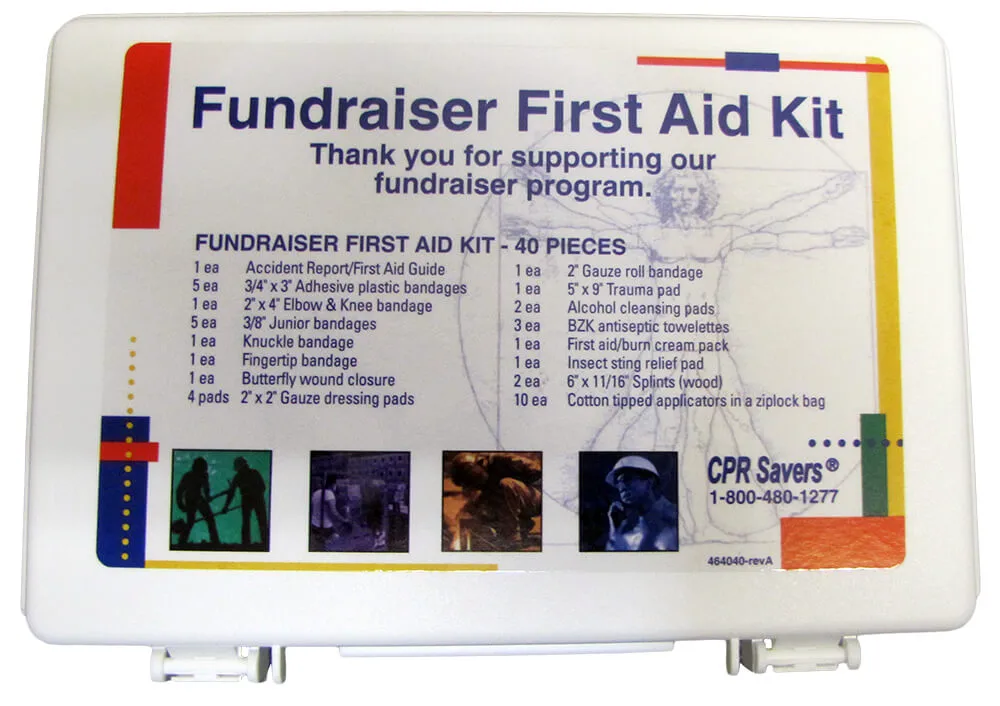 Fundraiser First Aid Kit
Thank you for supporting our
fundraiser program.
FUNDRAISER FIRST AID KIT - 40 PIECES
1 ea Accident Report/First Aid Guide
5 ea 3/4" x 3" Adhesive plastic bandages
1 ea 2" x 4" Elbow & Knee bandage
5 ea 3/8" Junior bandages
1 ea Knuckle bandage
1 ea Fingertip bandage
1 ea Butterfly wound closure
4 pads 2" x 2" Gauze dressing pads
1 ea 2" Gauze roll bandage
1 ea 5" x 9" Trauma pad
2 ea Alcohol cleansing pads
3 ea BZK antiseptic towelettes
1 ea First aid/burn cream pack
1 ea Insect sting relief pad
2 ea 6" x 11/16" Splints (wood)
10 ea Cotton tipped applicators in a ziplock bag
CPR Savers®
1-800-480-1277
464040-revA